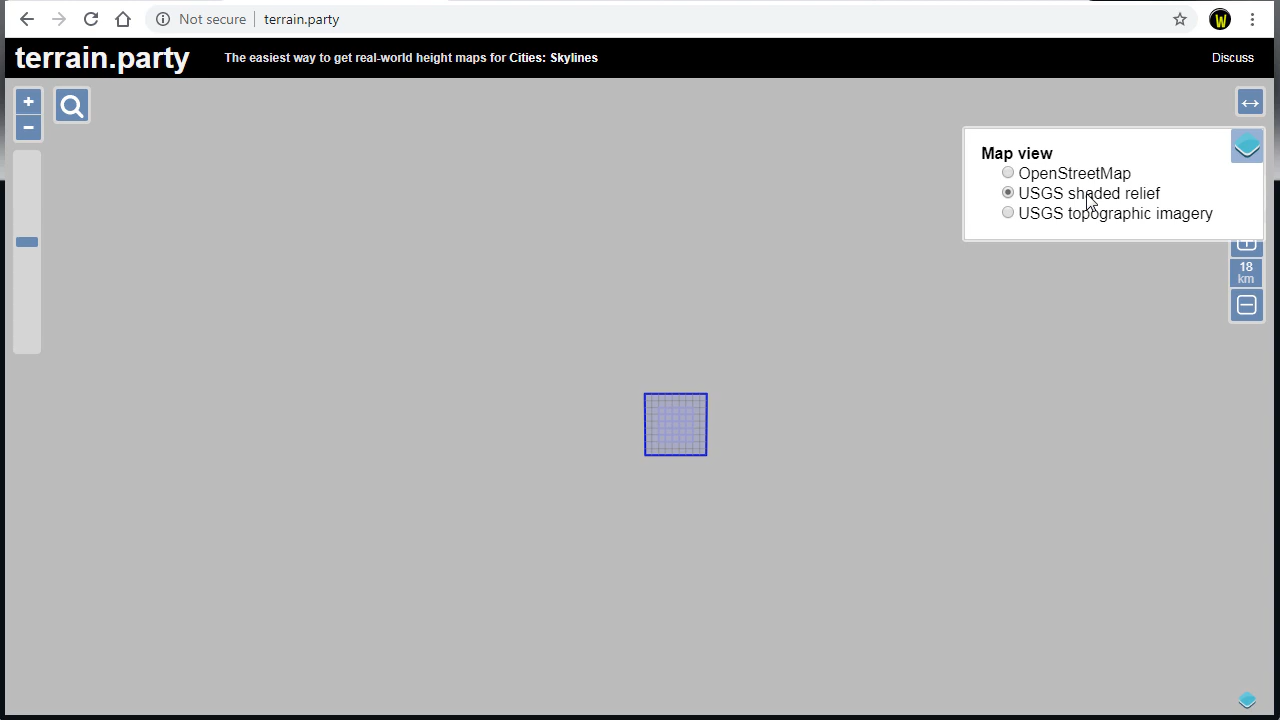 Not secure
terrain.party
W
terrain.party
The easiest way to get real-world height maps for Cities: Skylines
Discuss
+
−
Map view
OpenStreetMap
USGS shaded relief
USGS topographic imagery
18
km